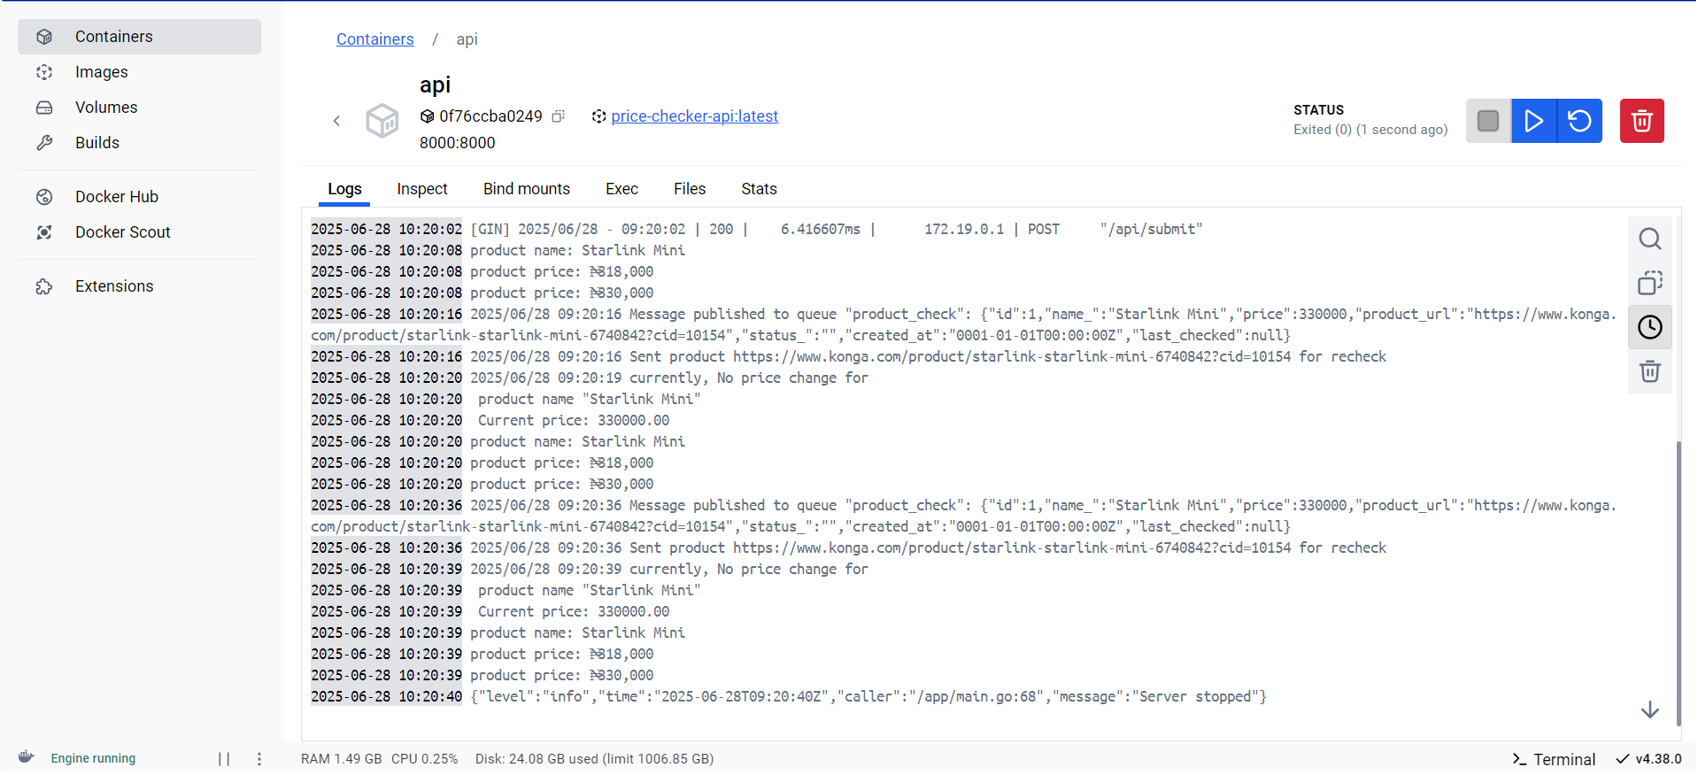 Containers
Images
Volumes
Builds
Docker Hub
Docker Scout
Extensions
Containers / api
api
0f76ccba0249 price-checker-api:latest
8000:8000
STATUS
Exited (0) (1 second ago)
Logs Inspect Bind mounts Exec Files Stats
2025-06-28 10:20:02 [GIN] 2025/06/28 - 09:20:02 | 200 | 6.416607ms | 172.19.0.1 | POST "/api/submit"
2025-06-28 10:20:08 product name: Starlink Mini
2025-06-28 10:20:08 product price: ₦318,000
2025-06-28 10:20:08 product price: ₦330,000
2025-06-28 10:20:16 2025/06/28 09:20:16 Message published to queue "product_check": {"id":1,"name_":"Starlink Mini","price":330000,"product_url":"https://www.konga.
com/product/starlink-starlink-mini-6740842?cid=10154","status_":"","created_at":"0001-01-01T00:00:00Z","last_checked":null}
2025-06-28 10:20:16 2025/06/28 09:20:16 Sent product https://www.konga.com/product/starlink-starlink-mini-6740842?cid=10154 for recheck
2025-06-28 10:20:20 2025/06/28 09:20:19 currently, No price change for
2025-06-28 10:20:20 product name "Starlink Mini"
2025-06-28 10:20:20 Current price: 330000.00
2025-06-28 10:20:20 product name: Starlink Mini
2025-06-28 10:20:20 product price: ₦318,000
2025-06-28 10:20:20 product price: ₦330,000
2025-06-28 10:20:36 2025/06/28 09:20:36 Message published to queue "product_check": {"id":1,"name_":"Starlink Mini","price":330000,"product_url":"https://www.konga.
com/product/starlink-starlink-mini-6740842?cid=10154","status_":"","created_at":"0001-01-01T00:00:00Z","last_checked":null}
2025-06-28 10:20:36 2025/06/28 09:20:36 Sent product https://www.konga.com/product/starlink-starlink-mini-6740842?cid=10154 for recheck
2025-06-28 10:20:39 2025/06/28 09:20:39 currently, No price change for
2025-06-28 10:20:39 product name "Starlink Mini"
2025-06-28 10:20:39 Current price: 330000.00
2025-06-28 10:20:39 product name: Starlink Mini
2025-06-28 10:20:39 product price: ₦318,000
2025-06-28 10:20:39 product price: ₦330,000
2025-06-28 10:20:40 {"level":"info","time":"2025-06-28T09:20:40Z","caller":"/app/main.go:68","message":"Server stopped"}
Engine running RAM 1.49 GB CPU 0.25% Disk: 24.08 GB used (limit 1006.85 GB) Terminal v4.38.0